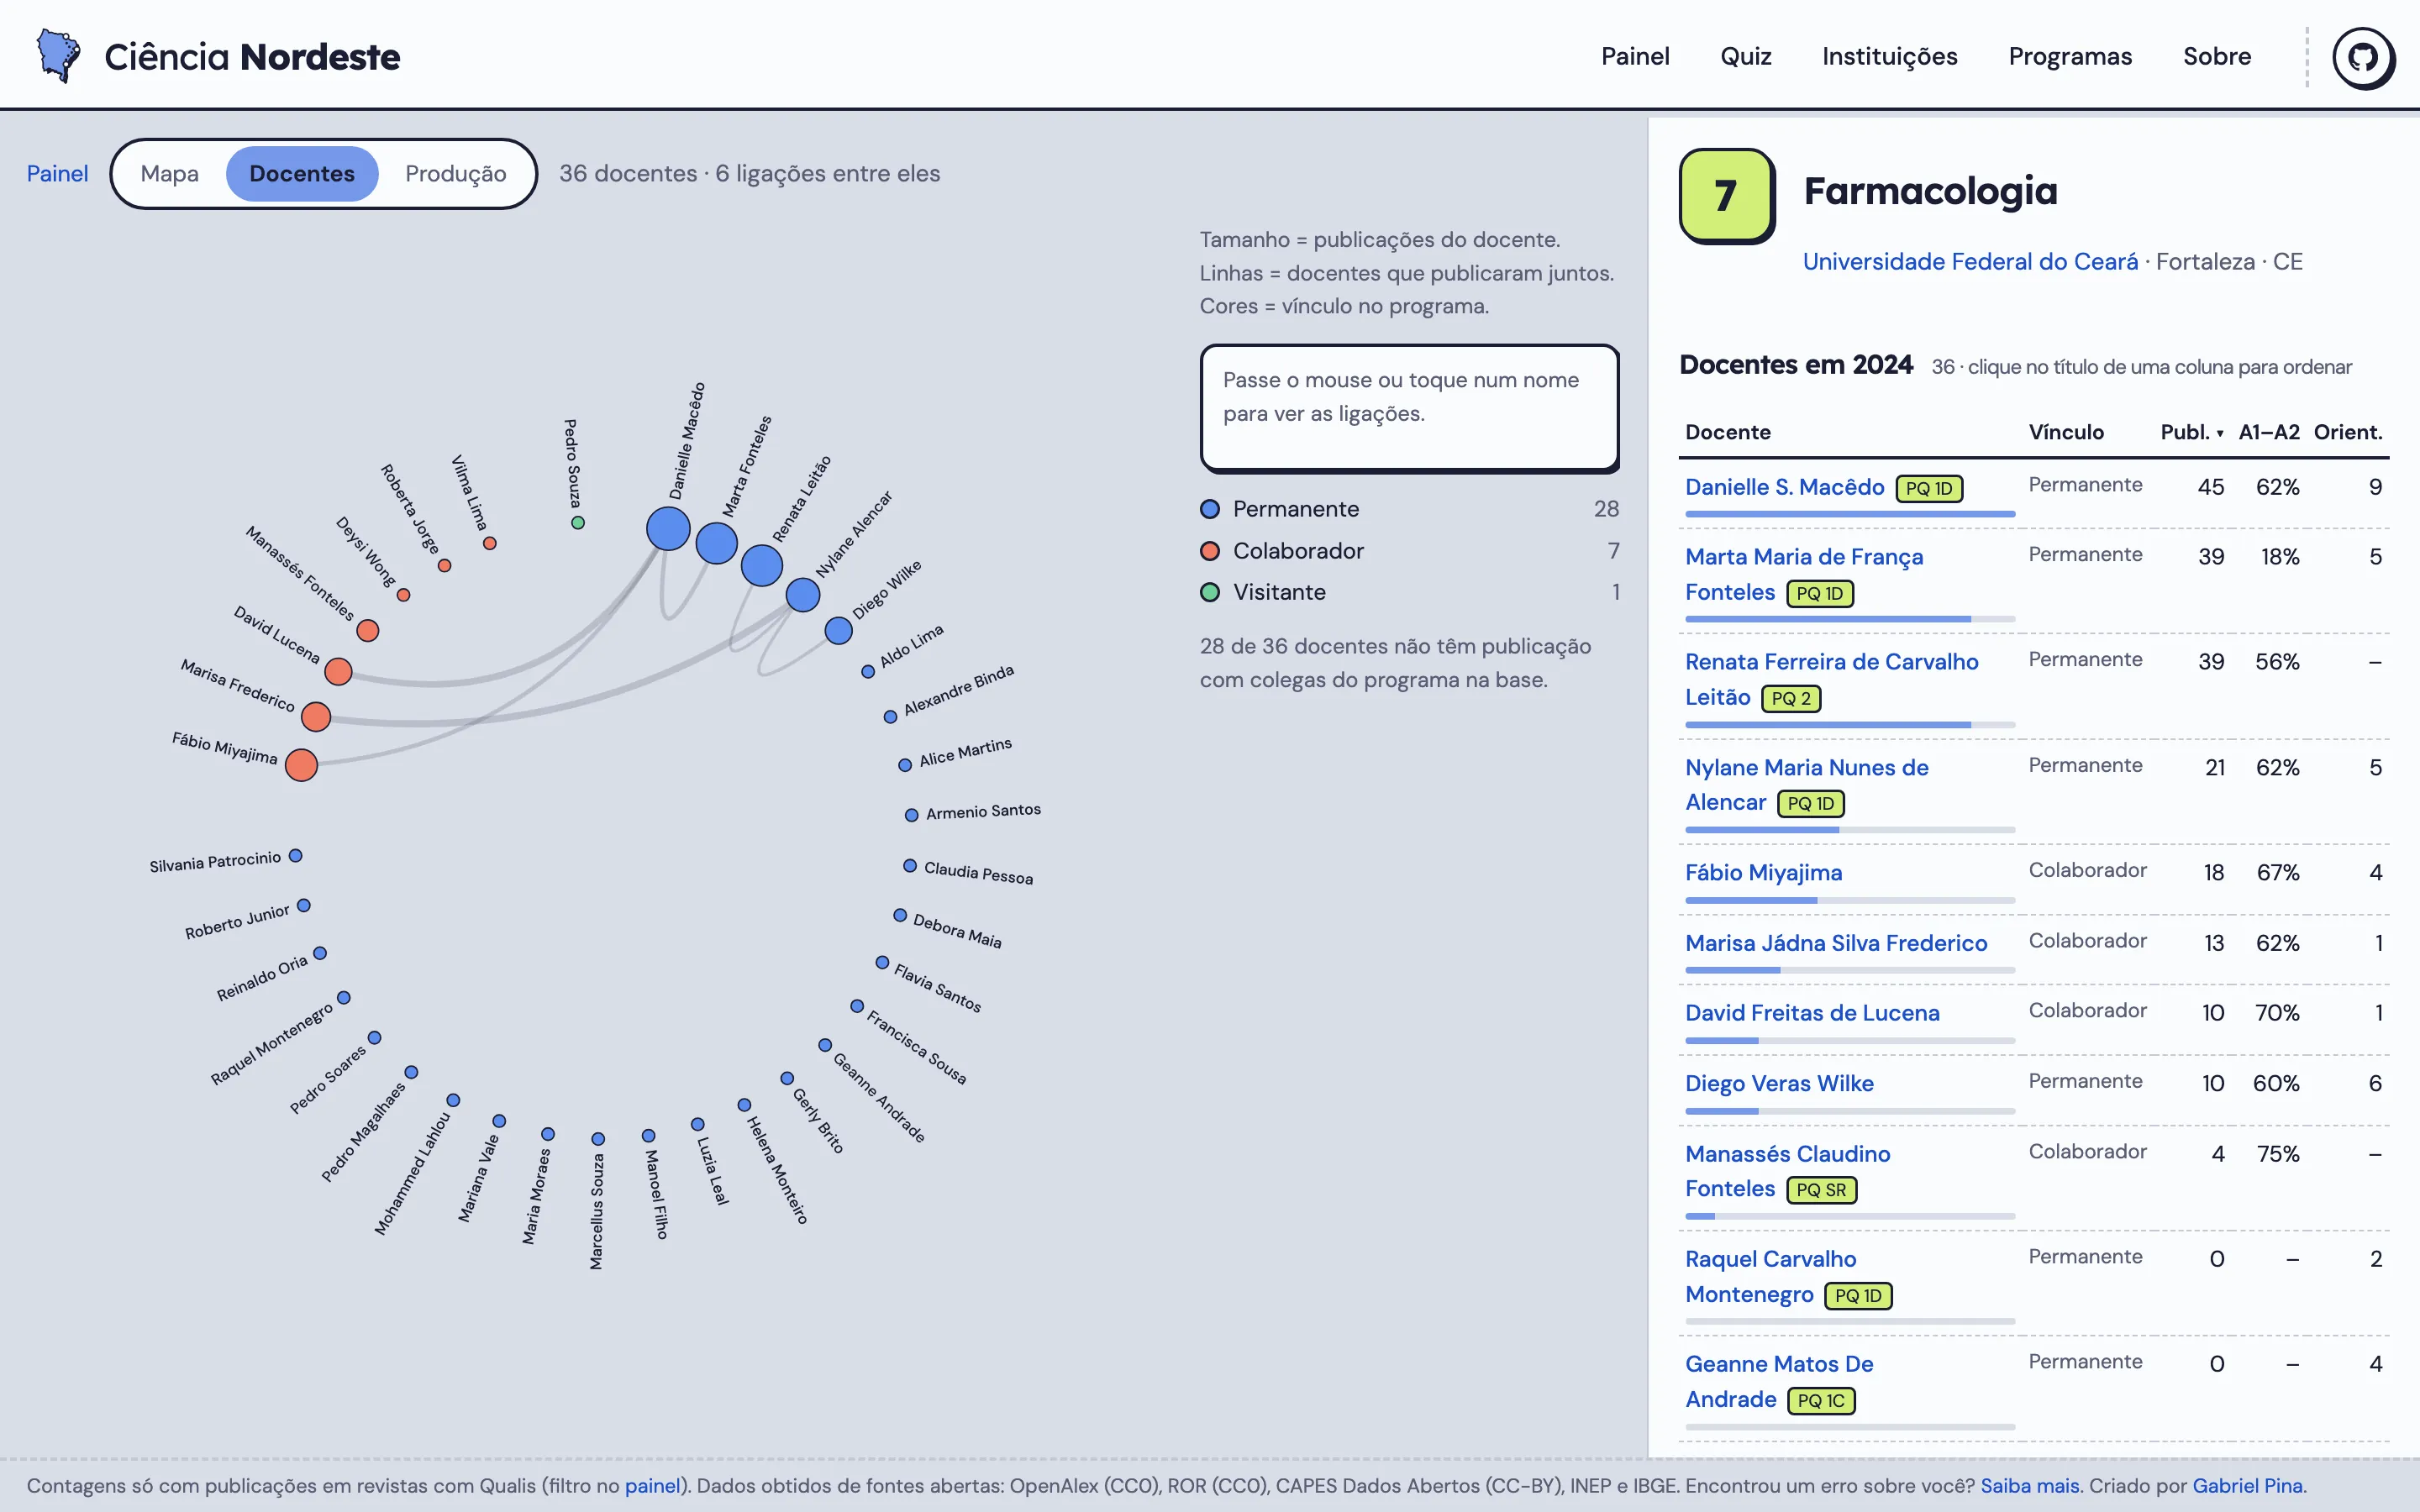 Ciência Nordeste
Painel
Quiz
Instituições
Programas
Sobre
Painel
Mapa
Docentes
Produção
36 docentes · 6 ligações entre eles
Tamanho = publicações do docente.
Linhas = docentes que publicaram juntos.
Cores = vínculo no programa.
Passe o mouse ou toque num nome
para ver as ligações.
Permanente 28
Colaborador 7
Visitante 1
28 de 36 docentes não têm publicação
com colegas do programa na base.
Danielle Macêdo
Marta Fonteles
Renata Leitão
Nylane Alencar
Diego Wilke
Aldo Lima
Alexandre Binda
Alice Martins
Armenio Santos
Claudia Pessoa
Debora Maia
Flavia Santos
Francisca Sousa
Geanne Andrade
Gerly Brito
Helena Monteiro
Luzia Leal
Manoel Filho
Marcellus Souza
Maria Moraes
Mariana Vale
Mohammed Lahlou
Pedro Magalhaes
Pedro Soares
Raquel Montenegro
Reinaldo Oria
Roberto Junior
Silvania Patrocinio
Fábio Miyajima
Marisa Frederico
David Lucena
Manassés Fonteles
Deysi Wong
Roberta Jorge
Vilma Lima
Pedro Souza
7
Farmacologia
Universidade Federal do Ceará · Fortaleza · CE
Docentes em 2024 36 · clique no título de uma coluna para ordenar
Docente Vínculo Publ. ▾ A1–A2 Orient.
Danielle S. Macêdo PQ 1D Permanente 45 62% 9
Marta Maria de França Permanente 39 18% 5
Fonteles PQ 1D
Renata Ferreira de Carvalho Permanente 39 56% –
Leitão PQ 2
Nylane Maria Nunes de Permanente 21 62% 5
Alencar PQ 1D
Fábio Miyajima Colaborador 18 67% 4
Marisa Jádna Silva Frederico Colaborador 13 62% 1
David Freitas de Lucena Colaborador 10 70% 1
Diego Veras Wilke Permanente 10 60% 6
Manassés Claudino Colaborador 4 75% –
Fonteles PQ SR
Raquel Carvalho Permanente 0 – 2
Montenegro PQ 1D
Geanne Matos De Permanente 0 – 4
Andrade PQ 1C
Contagens só com publicações em revistas com Qualis (filtro no painel). Dados obtidos de fontes abertas: OpenAlex (CC0), ROR (CC0), CAPES Dados Abertos (CC-BY), INEP e IBGE. Encontrou um erro sobre você? Saiba mais. Criado por Gabriel Pina.